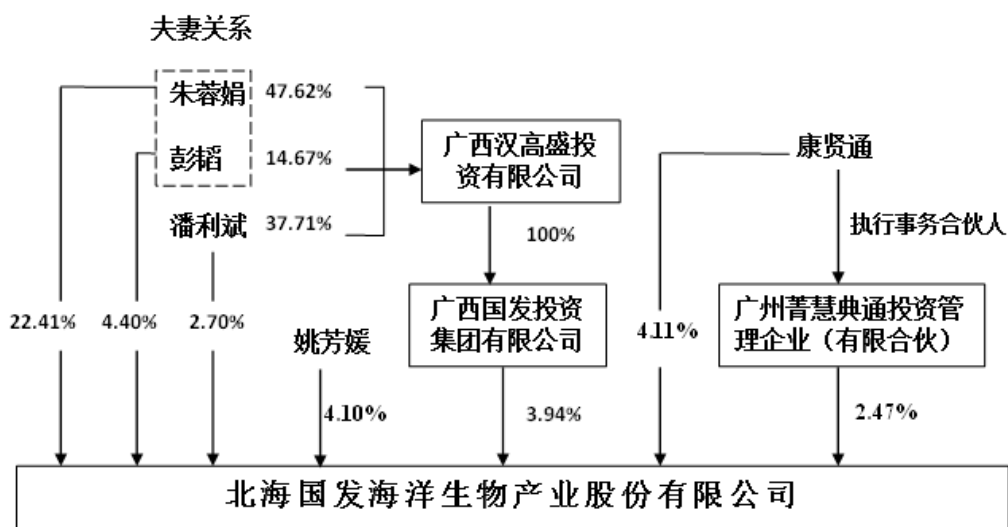 夫妻关系
朱蓉娟 47.62%
彭韬 14.67%
潘利斌 37.71%
广西汉高盛投
资有限公司
康贤通
100%
执行事务合伙人
22.41%
4.40%
2.70%
姚芳媛
广西国发投资
集团有限公司
4.11%
广州菁慧典通投资管
理企业（有限合伙）
4.10%
3.94%
2.47%
北海国发海洋生物产业股份有限公司